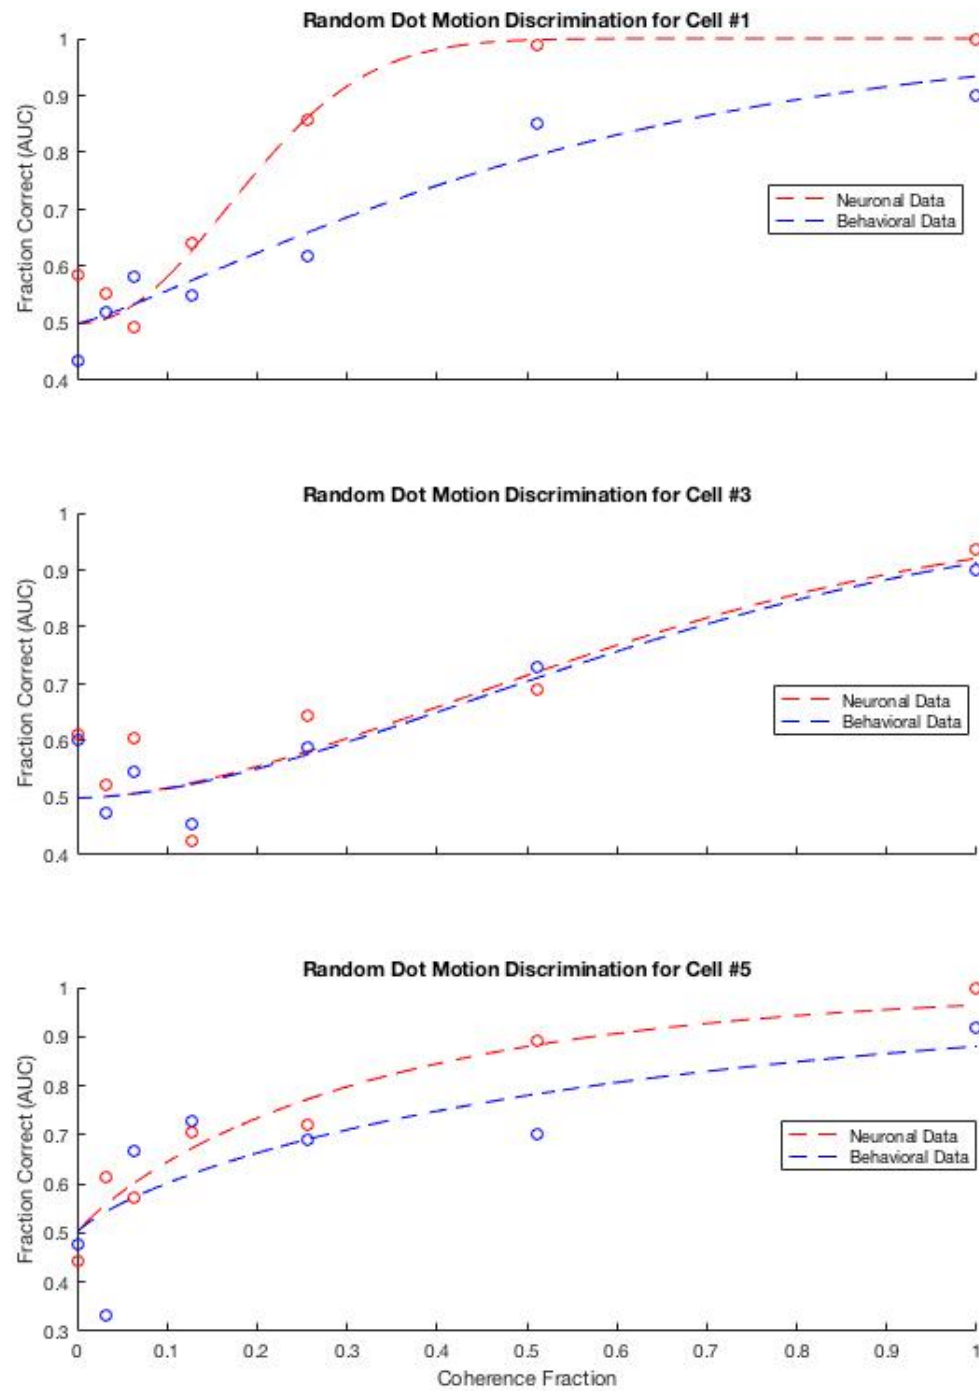 Random Dot Motion Discrimination for Cell #1
Fraction Correct (AUC)
1
0.9
0.8
0.7
0.6
0.5
0.4
Neuronal Data
Behavioral Data
Random Dot Motion Discrimination for Cell #3
Fraction Correct (AUC)
1
0.9
0.8
0.7
0.6
0.5
0.4
Neuronal Data
Behavioral Data
Random Dot Motion Discrimination for Cell #5
Fraction Correct (AUC)
1
0.9
0.8
0.7
0.6
0.5
0.4
0.3
Neuronal Data
Behavioral Data
0 0.1 0.2 0.3 0.4 0.5 0.6 0.7 0.8 0.9 1
Coherence Fraction